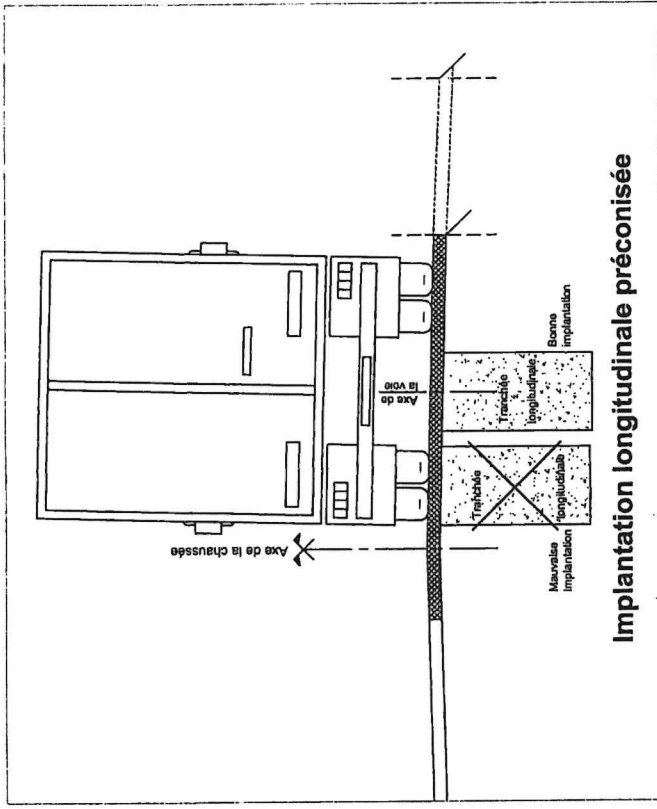 Axe de la chaussée
Axe de
la voie
Tranchée
longitudinale
Tranchée
longitudinale
Mauvaise
Implantation
Bonne
implantation
Implantation longitudinale préconisée